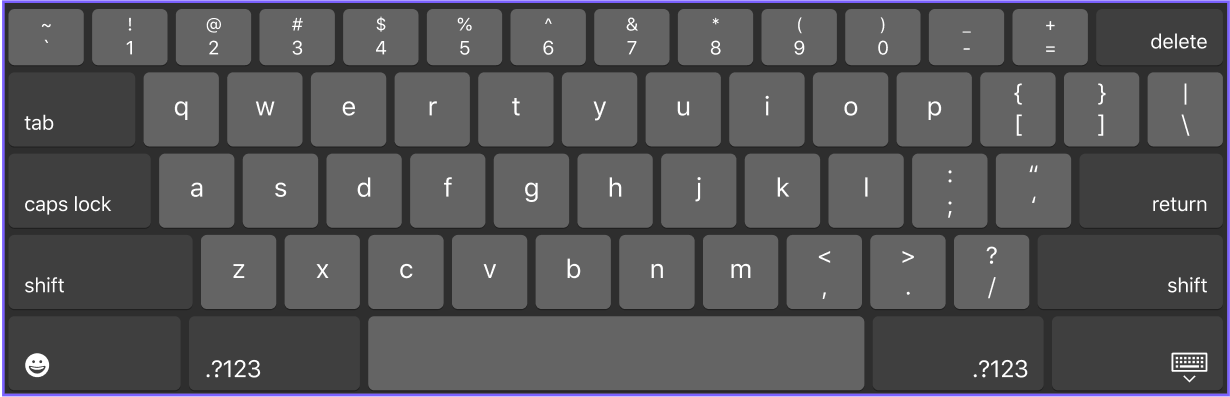 ~ ! @ # $ % ^ & * ( ) _ +
` 1 2 3 4 5 6 7 8 9 0 - = delete
tab q w e r t y u i o p { [ } ] | \
caps lock a s d f g h j k l : ; “ ‘ return
shift z x c v b n m < , > . ? / shift
.?123 .?123